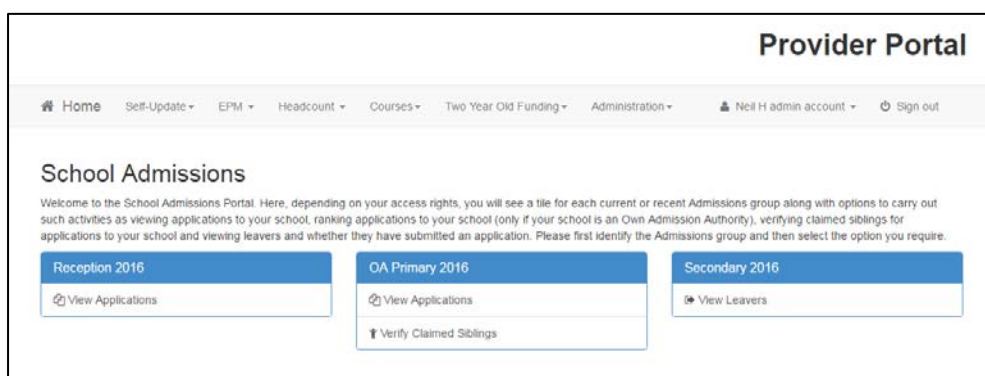 Provider Portal
Home Self-Update EPM Headcount Courses Two Year Old Funding Administration Neil H admin account Sign out
School Admissions
Welcome to the School Admissions Portal. Here, depending on your access rights, you will see a tile for each current or recent Admissions group along with options to carry out
such activities as viewing applications to your school, ranking applications to your school (only if your school is an Own Admission Authority), verifying claimed siblings for
applications to your school and viewing leavers and whether they have submitted an application. Please first identify the Admissions group and then select the option you require.
Reception 2016
View Applications
OA Primary 2016
View Applications
Verify Claimed Siblings
Secondary 2016
View Leavers